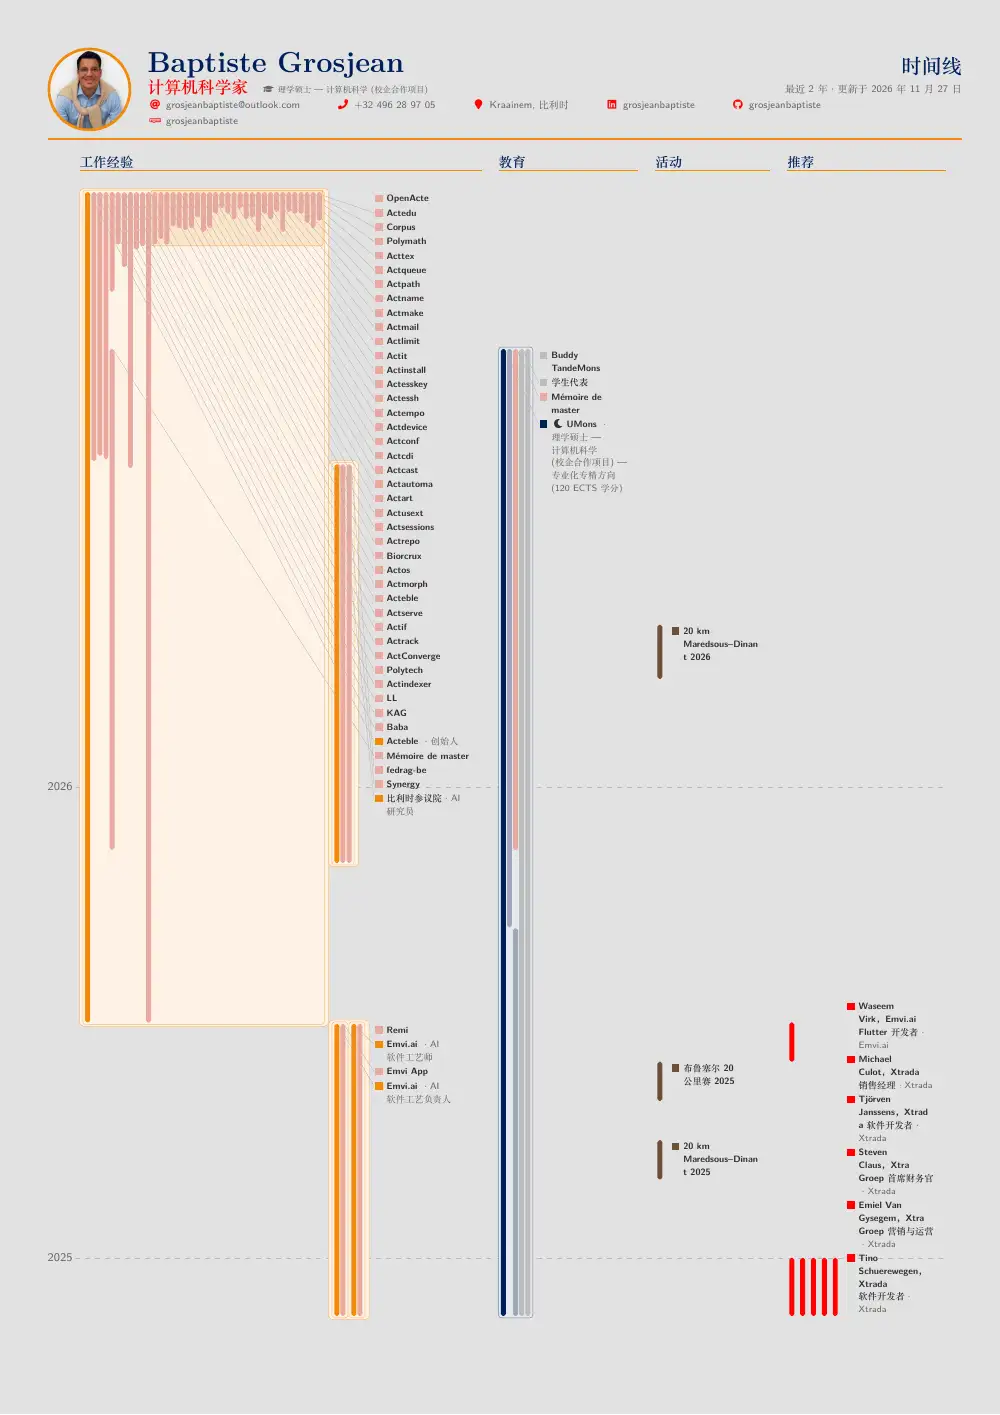 Baptiste Grosjean
时间线
计算机科学家
理学硕士 — 计算机科学 (校企合作项目)
最近 2 年 · 更新于 2026 年 11 月 27 日
grosjeanbaptiste@outlook.com
+32 496 28 97 05
Kraainem, 比利时
grosjeanbaptiste
grosjeanbaptiste
grosjeanbaptiste
工作经验
教育
活动
推荐
OpenActe
Actedu
Corpus
Polymath
Acttex
Actqueue
Actpath
Actname
Actmake
Actmail
Actlimit
Actit
Actinstall
Actesskey
Actessh
Actempo
Actdevice
Actconf
Actcdi
Actcast
Actautoma
Actart
Actusext
Actsessions
Actrepo
Biorcrux
Actos
Actmorph
Acteble
Actserve
Actif
Actrack
ActConverge
Polytech
Actindexer
LL
KAG
Baba
Acteble · 创始人
Mémoire de master
fedrag-be
Synergy
比利时参议院 · AI
研究员
Buddy
TandeMons
学生代表
Mémoire de
master
UMons ·
理学硕士 —
计算机科学
(校企合作项目) —
专业化专精方向
(120 ECTS 学分)
20 km
Maredsous–Dinan
t 2026
2026
Remi
Emvi.ai · AI
软件工艺师
Emvi App
Emvi.ai · AI
软件工艺负责人
布鲁塞尔 20
公里赛 2025
20 km
Maredsous–Dinan
t 2025
Waseem
Virk, Emvi.ai
Flutter 开发者 ·
Emvi.ai
Michael
Culot, Xtrada
销售经理 · Xtrada
Tjörven
Janssens, Xtrad
a 软件开发者 ·
Xtrada
Steven
Claus, Xtra
Groep 首席财务官
· Xtrada
Emiel Van
Gysegem, Xtra
Groep 营销与运营
· Xtrada
Tino
Schuerewegen,
Xtrada
软件开发者 ·
Xtrada
2025